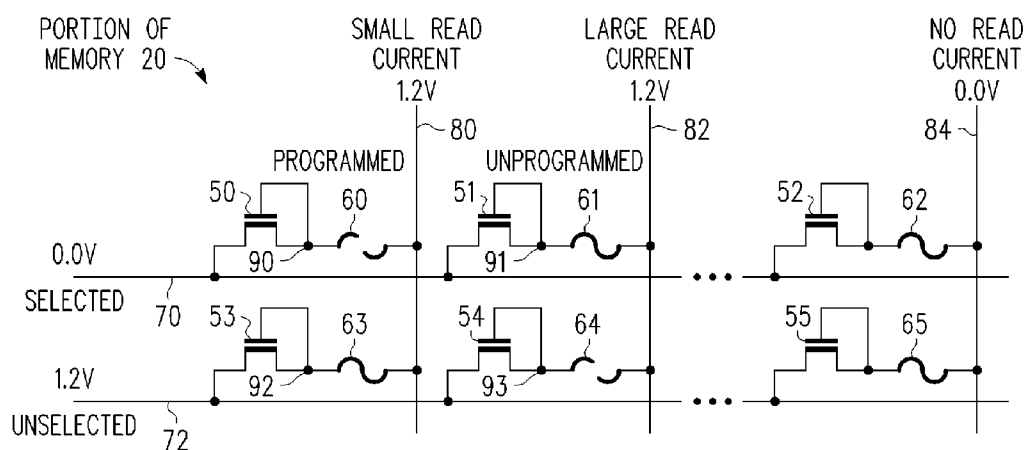 PORTION OF
MEMORY 20
SMALL READ
CURRENT
1.2V
LARGE READ
CURRENT
1.2V
NO READ
CURRENT
0.0V
80
82
84
PROGRAMMED
UNPROGRAMMED
50
60
51
61
52
62
0.0V
90
91
SELECTED
70
53
63
54
64
55
65
1.2V
92
93
UNSELECTED
72